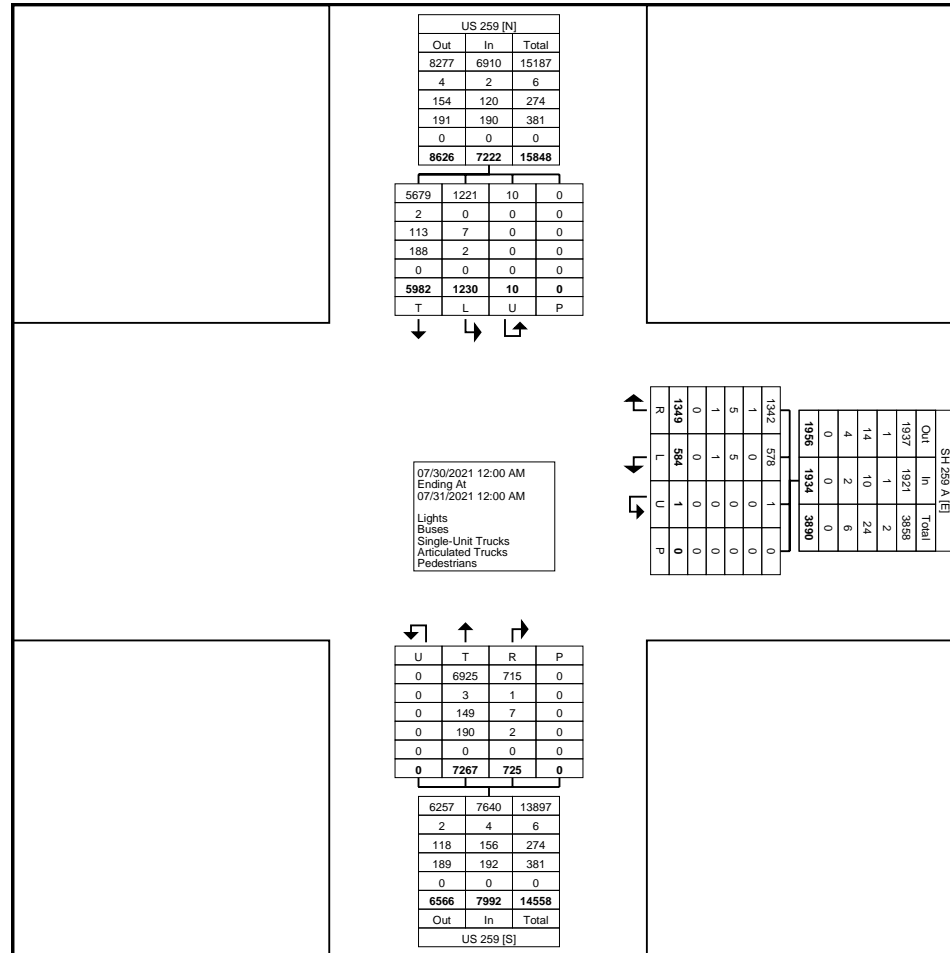 US 259 [N]
Out In Total
8277 6910 15187
4 2 6
154 120 274
191 190 381
0 0 0
8626 7222 15848
5679 1221 10 0
2 0 0 0
113 7 0 0
188 2 0 0
0 0 0 0
5982 1230 10 0
T L U P
SH 259 A [E]
Out In Total
1937 1921 3858
1 1 2
14 10 24
4 2 6
0 0 0
1956 1934 3890
1342 578 1 0
1 0 0 0
5 5 0 0
1 1 0 0
0 0 0 0
1349 584 1 0
R L U P
07/30/2021 12:00 AM
Ending At
07/31/2021 12:00 AM
Lights
Buses
Single-Unit Trucks
Articulated Trucks
Pedestrians
U T R P
0 6925 715 0
0 3 1 0
0 149 7 0
0 190 2 0
0 0 0 0
0 7267 725 0
6257 7640 13897
2 4 6
118 156 274
189 192 381
0 0 0
6566 7992 14558
Out In Total
US 259 [S]